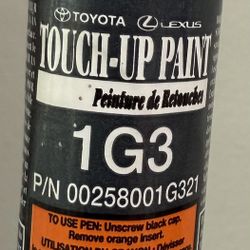 TOYOTA LEXUS
TOUCH-UP PAINT
Peinture de Retouches
1G3
P/N 00258001G321
TO USE PEN: Unscrew black cap.
Remove orange Insert.